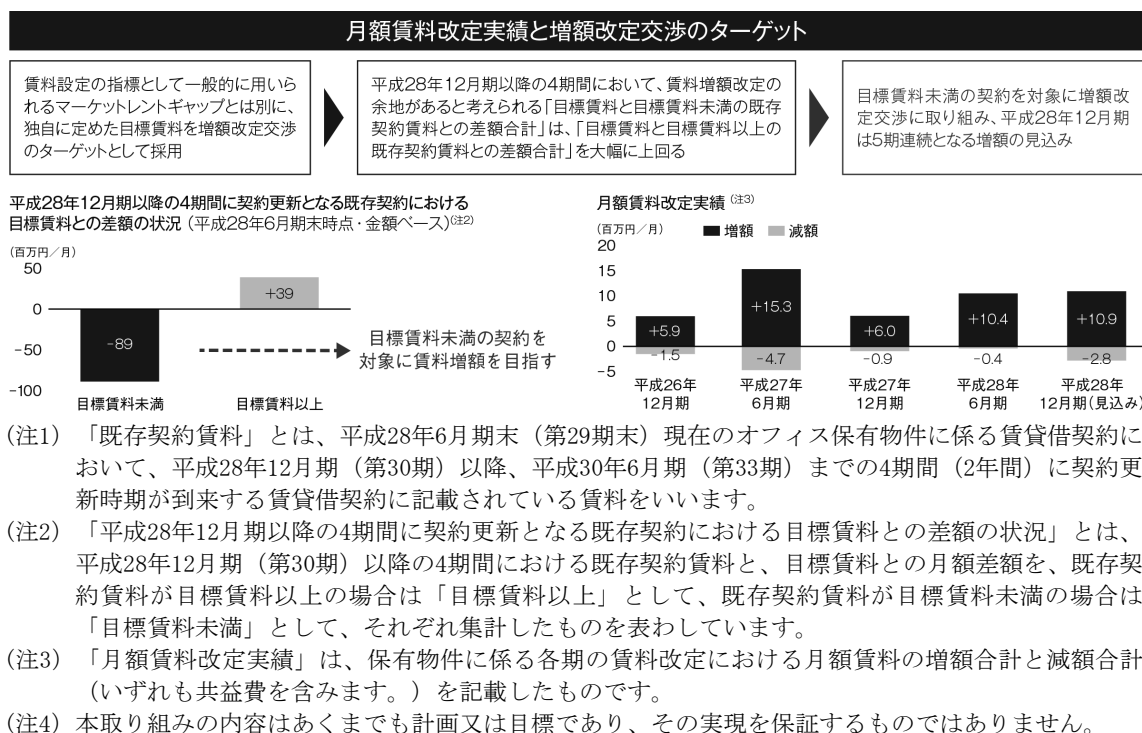 月額賃料改定実績と増額改定交渉のターゲット
賃料設定の指標として一般的に用いら
れるマーケットレントギャップとは別に、
独自に定めた目標賃料を増額改定交渉
のターゲットとして採用
平成28年12月期以降の4期間において、賃料増額改定の
余地があると考えられる「目標賃料と目標賃料未満の既存
契約賃料との差額合計」は、「目標賃料と目標賃料以上の
既存契約賃料との差額合計」を大幅に上回る
目標賃料未満の契約を対象に増額改
定交渉に取り組み、平成28年12月期
は5期連続となる増額の見込み
平成28年12月期以降の4期間に契約更新となる既存契約における
目標賃料との差額の状況（平成28年6月期末時点・金額ベース）(注2)
（百万円／月）
50
0
-50
-100
-89
+39
目標賃料未満
目標賃料以上
目標賃料未満の契約を
対象に賃料増額を目指す
月額賃料改定実績 (注3)
（百万円／月）
増額 減額
20
15
10
5
0
-5
+5.9
+15.3
+6.0
+10.4
+10.9
-1.5
-4.7
-0.9
-0.4
-2.8
平成26年
12月期
平成27年
6月期
平成27年
12月期
平成28年
6月期
平成28年
12月期(見込み)
(注1) 「既存契約賃料」とは、平成28年6月期末（第29期末）現在のオフィス保有物件に係る賃貸借契約に
おいて、平成28年12月期（第30期）以降、平成30年6月期（第33期）までの4期間（2年間）に契約更
新時期が到来する賃貸借契約に記載されている賃料をいいます。
(注2) 「平成28年12月期以降の4期間に契約更新となる既存契約における目標賃料との差額の状況」とは、
平成28年12月期（第30期）以降の4期間における既存契約賃料と、目標賃料との月額差額を、既存契
約賃料が目標賃料以上の場合は「目標賃料以上」として、既存契約賃料が目標賃料未満の場合は
「目標賃料未満」として、それぞれ集計したものを表わしています。
(注3) 「月額賃料改定実績」は、保有物件に係る各期の賃料改定における月額賃料の増額合計と減額合計
（いずれも共益費を含みます。）を記載したものです。
(注4) 本取り組みの内容はあくまでも計画又は目標であり、その実現を保証するものではありません。